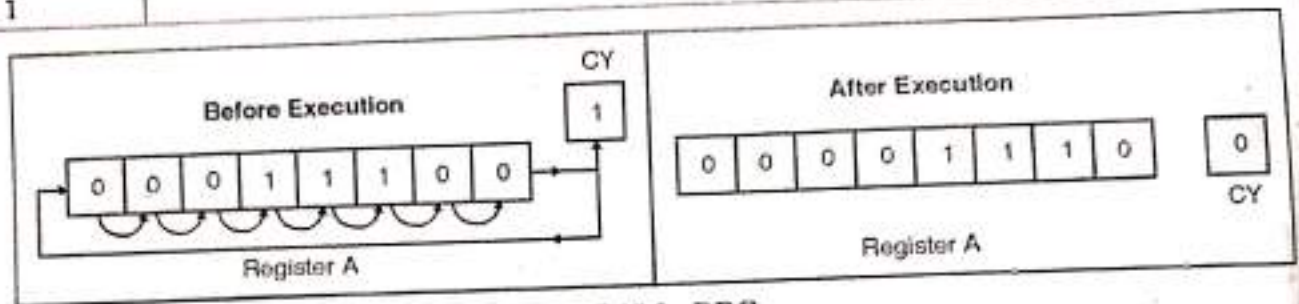 1
CY
Before Execution
1
0 0 0 1 1 1 0 0
Register A
After Execution
0 0 0 0 1 1 1 0
0
CY
Register A